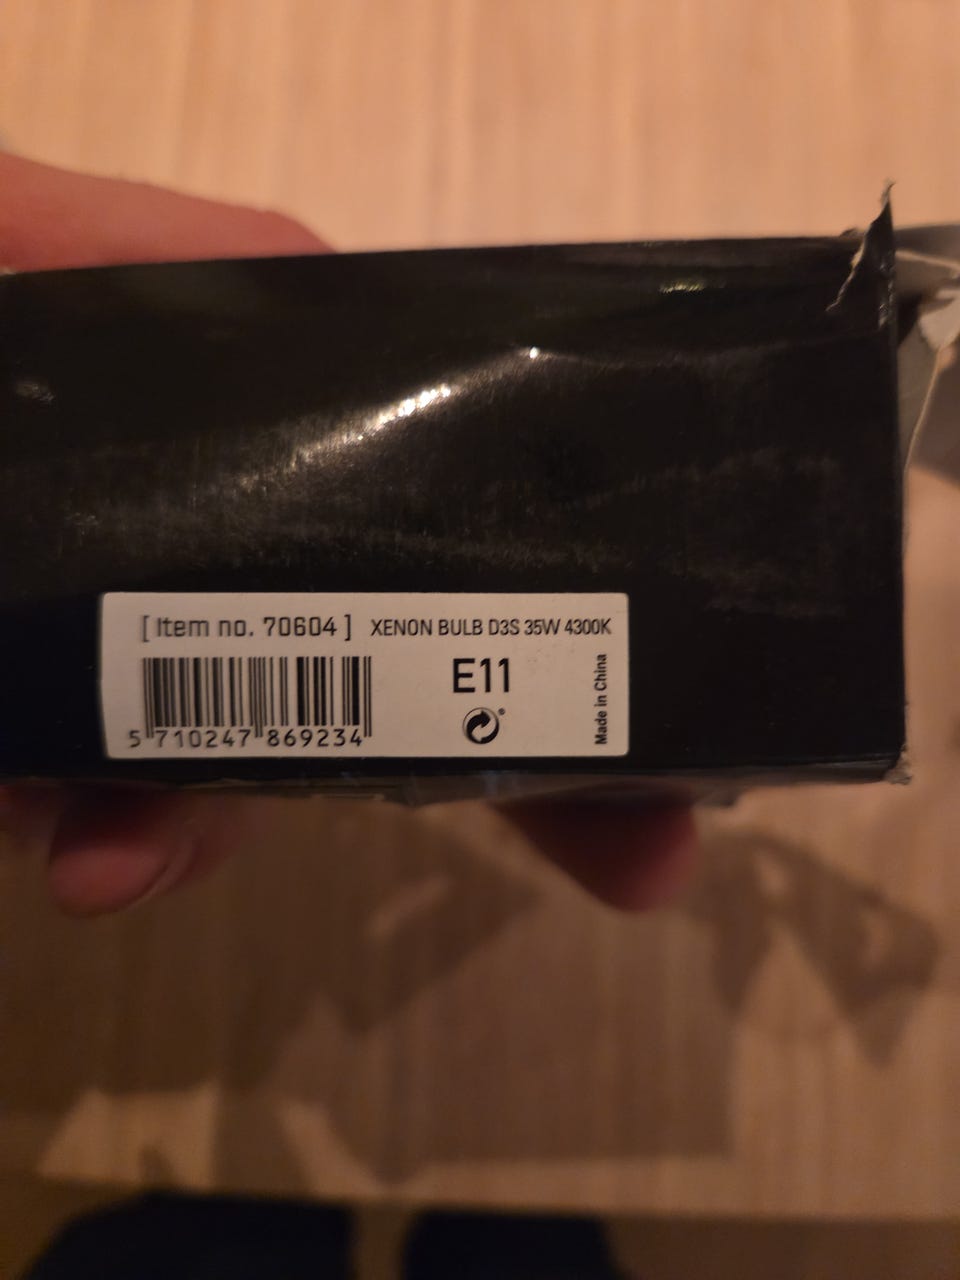 [ Item no. 70604 ] XENON BULB D3S 35W 4300K
E11
Made in China
5 710247 869234